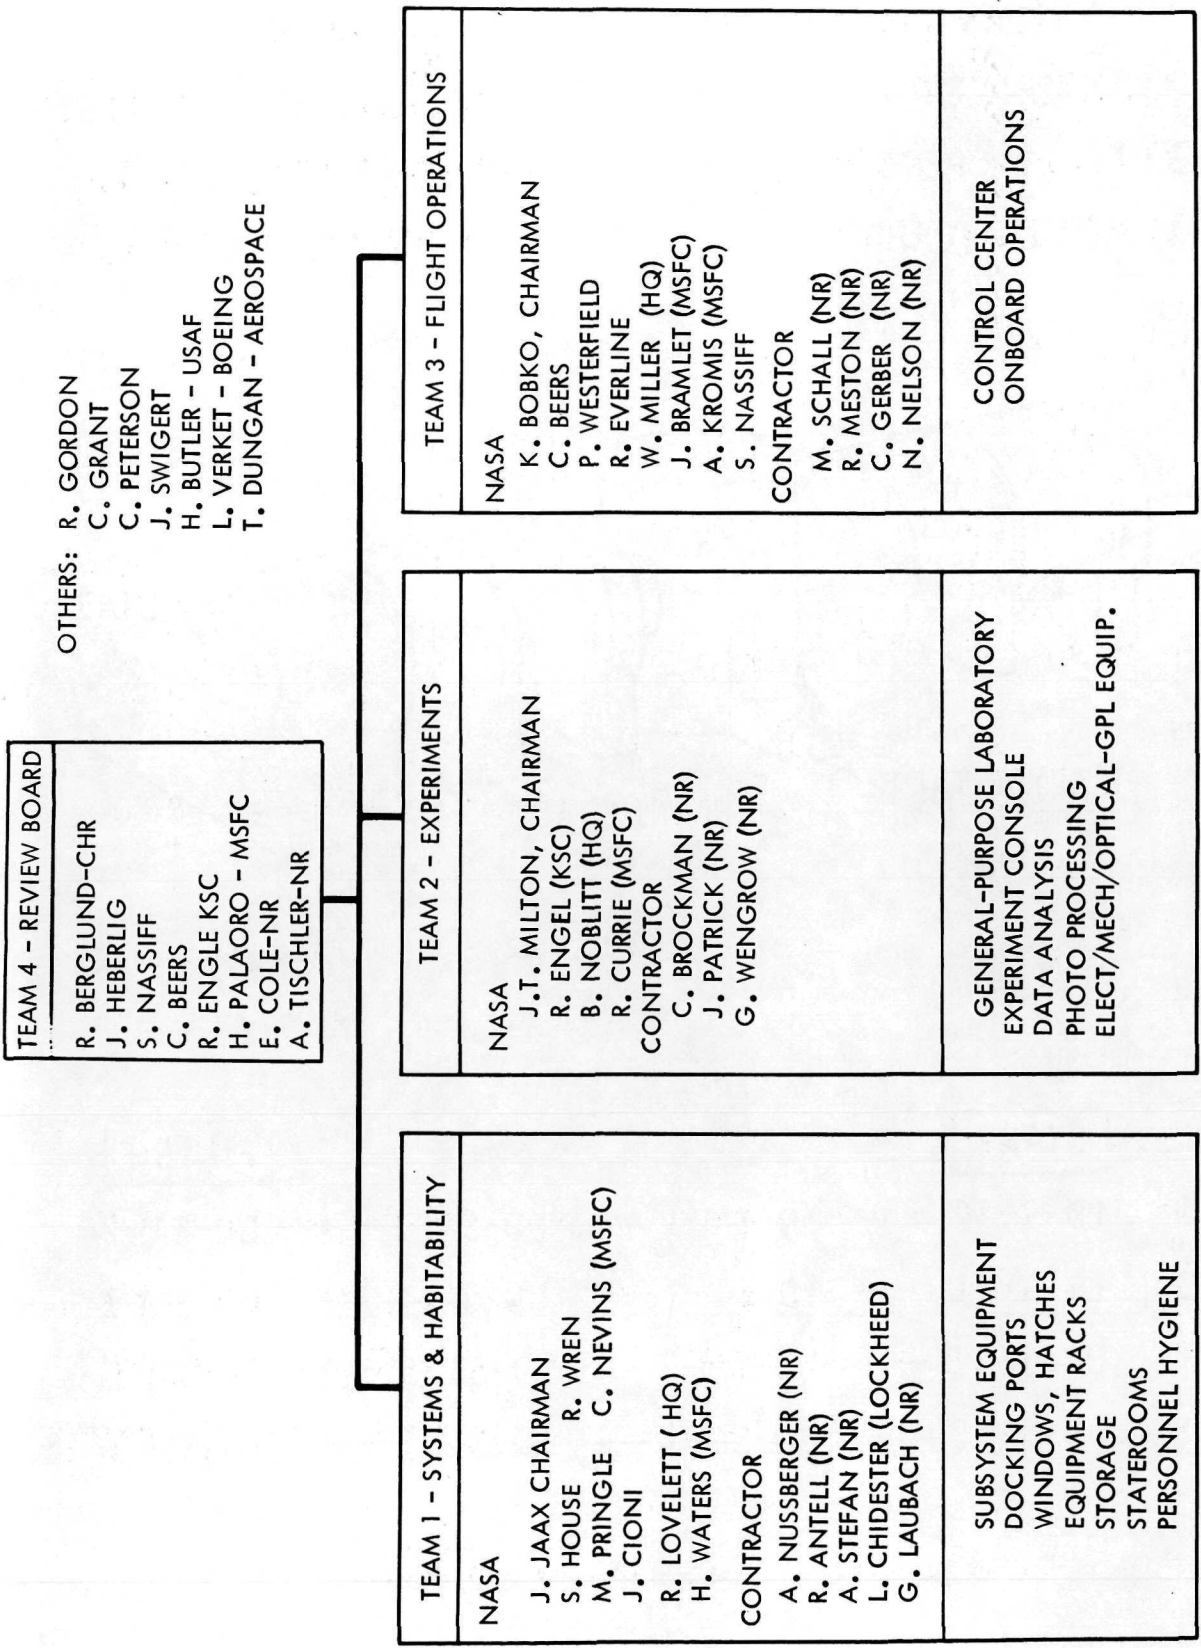 TEAM 4 - REVIEW BOARD
R. BERGLUND-CHR
J. HEBERLIG
S. NASSIFF
C. BEERS
R. ENGLE KSC
H. PALAORO - MSFC
E. COLE-NR
A. TISCHLER-NR
OTHERS: R. GORDON
C. GRANT
C. PETERSON
J. SWIGERT
H. BUTLER - USAF
L. VERKET - BOEING
T. DUNGAN - AEROSPACE
TEAM 1 - SYSTEMS & HABITABILITY
NASA
J. JAAX CHAIRMAN
S. HOUSE R. WREN
M. PRINGLE C. NEVINS (MSFC)
J. CIONI
R. LOVELETT ( HQ)
H. WATERS (MSFC)
CONTRACTOR
A. NUSSBERGER (NR)
R. ANTELL (NR)
A. STEFAN (NR)
L. CHIDESTER (LOCKHEED)
G. LAUBACH (NR)
SUBSYSTEM EQUIPMENT
DOCKING PORTS
WINDOWS, HATCHES
EQUIPMENT RACKS
STORAGE
STATEROOMS
PERSONNEL HYGIENE
TEAM 2 - EXPERIMENTS
NASA
J.T. MILTON, CHAIRMAN
R. ENGEL (KSC)
B. NOBLITT (HQ)
R. CURRIE (MSFC)
CONTRACTOR
C. BROCKMAN (NR)
J. PATRICK (NR)
G. WENGROW (NR)
GENERAL-PURPOSE LABORATORY
EXPERIMENT CONSOLE
DATA ANALYSIS
PHOTO PROCESSING
ELECT/MECH/OPTICAL-GPL EQUIP.
TEAM 3 - FLIGHT OPERATIONS
NASA
K. BOBKO, CHAIRMAN
C. BEERS
P. WESTERFIELD
R. EVERLINE
W. MILLER (HQ)
J. BRAMLET (MSFC)
A. KROMIS (MSFC)
S. NASSIFF
CONTRACTOR
M. SCHALL (NR)
R. MESTON (NR)
C. GERBER (NR)
N. NELSON (NR)
CONTROL CENTER
ONBOARD OPERATIONS